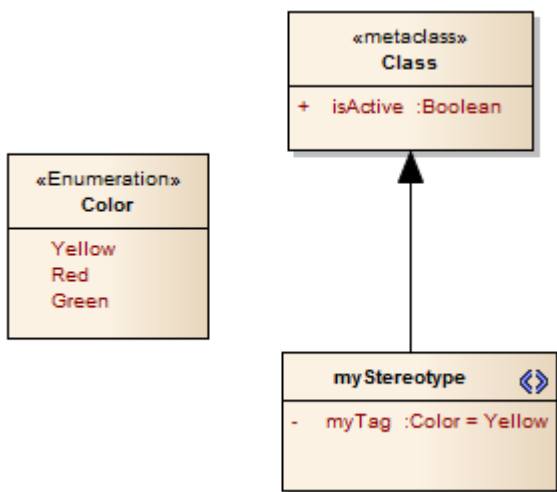 «metaclass»
Class
+ isActive :Boolean
«Enumeration»
Color
Yellow
Red
Green
myStereotype
- myTag :Color = Yellow